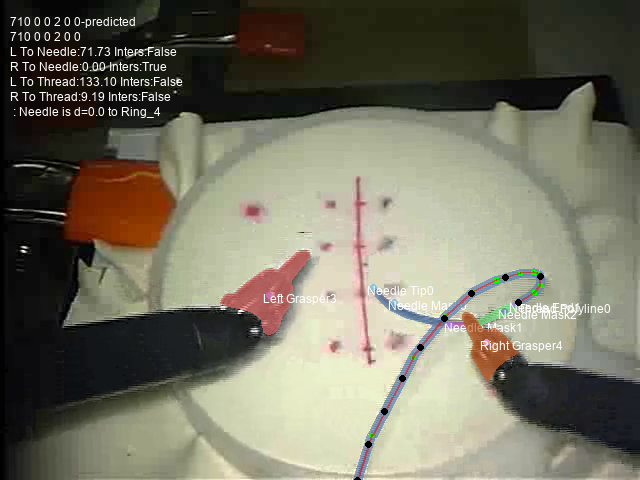 710 0 0 2 0 0-predicted
710 0 0 2 0 0
L To Needle:71.73 Inters:False
R To Needle:0.00 Inters:True
L To Thread:133.10 Inters:False
R To Thread:9.19 Inters:False
: Needle is d=0.0 to Ring_4
Needle Tip0
Left Grasper3
Needle Mask2
Needle Mask1
Right Grasper4